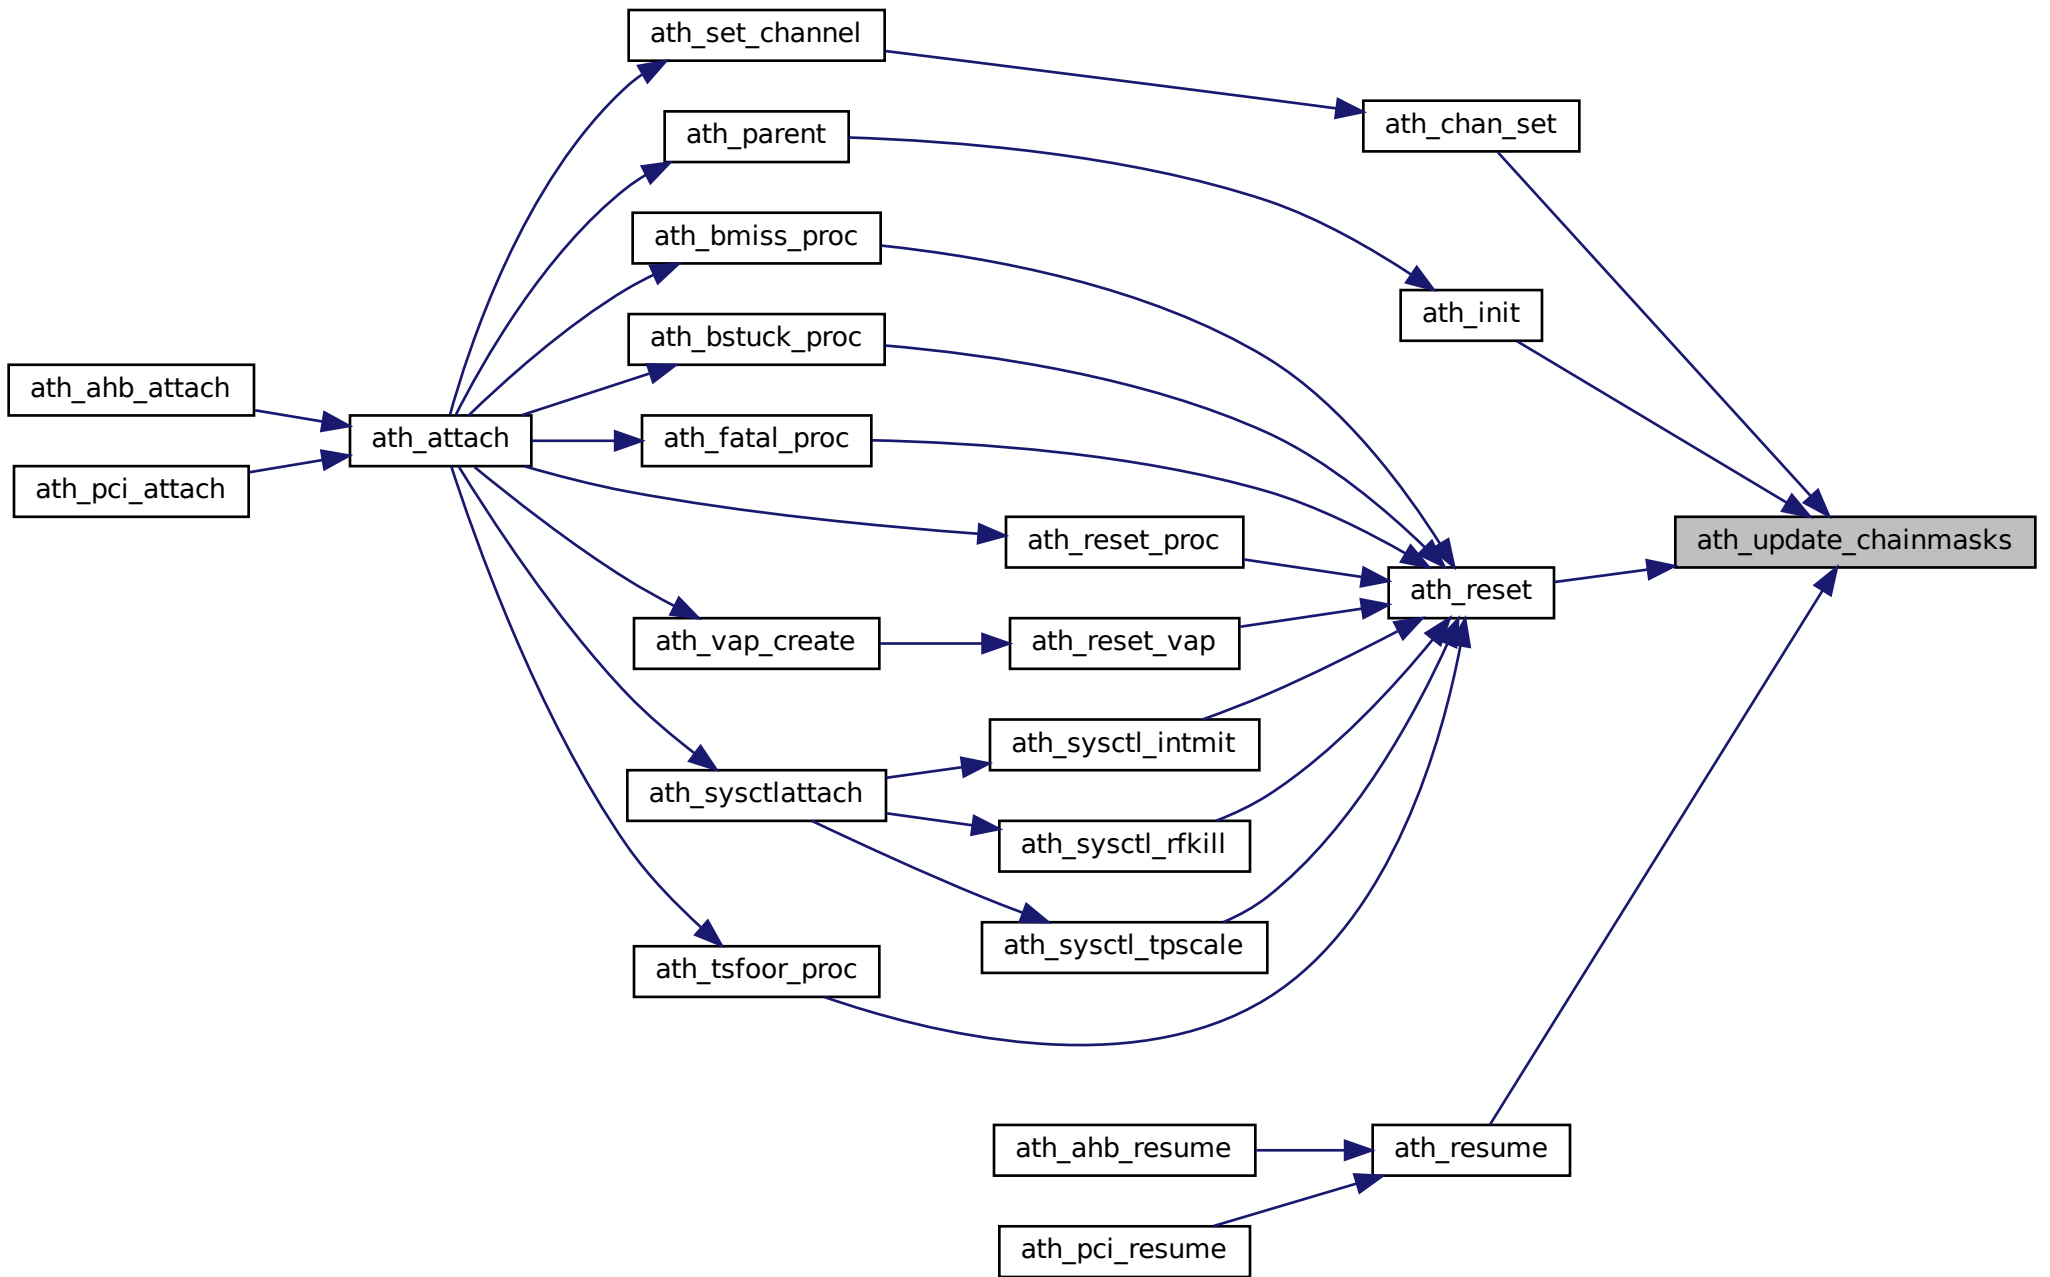 ath_set_channel
ath_chan_set
ath_parent
ath_bmiss_proc
ath_init
ath_bstuck_proc
ath_ahb_attach
ath_attach
ath_fatal_proc
ath_pci_attach
ath_reset_proc
ath_update_chainmasks
ath_reset
ath_vap_create
ath_reset_vap
ath_sysctl_intmit
ath_sysctlattach
ath_sysctl_rfkill
ath_sysctl_tpscale
ath_tsfoor_proc
ath_ahb_resume
ath_resume
ath_pci_resume